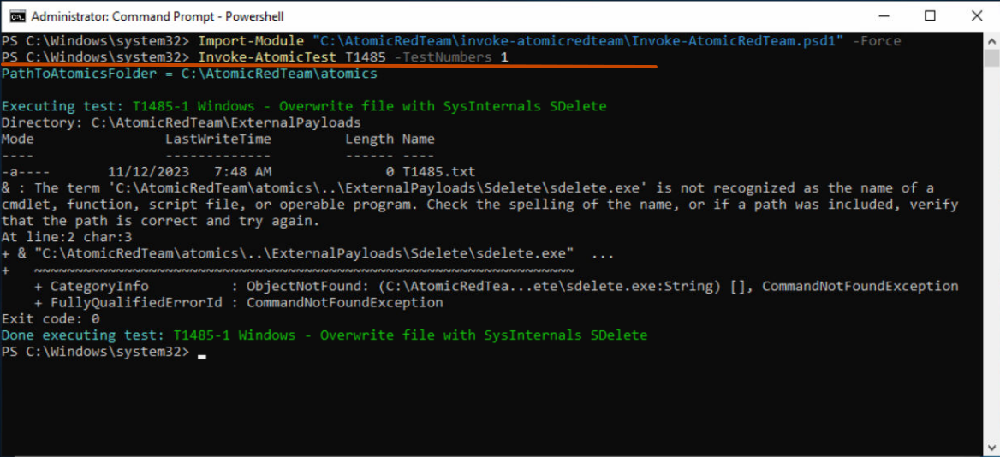 Administrator: Command Prompt - Powershell
PS C:\Windows\system32> Import-Module "C:\AtomicRedTeam\invoke-atomicredteam\Invoke-AtomicRedTeam.psd1" -Force
PS C:\Windows\system32> Invoke-AtomicTest T1485 -TestNumbers 1
PathToAtomicsFolder = C:\AtomicRedTeam\atomics
Executing test: T1485-1 Windows - Overwrite file with SysInternals SDelete
Directory: C:\AtomicRedTeam\ExternalPayloads
Mode                LastWriteTime         Length Name
----                -------------         ------ ----
-a----       11/12/2023   7:48 AM              0 T1485.txt
& : The term 'C:\AtomicRedTeam\atomics\..\ExternalPayloads\Sdelete\sdelete.exe' is not recognized as the name of a
cmdlet, function, script file, or operable program. Check the spelling of the name, or if a path was included, verify
that the path is correct and try again.
At line:2 char:3
+ & "C:\AtomicRedTeam\atomics\..\ExternalPayloads\Sdelete\sdelete.exe"  ...
+   ~~~~~~~~~~~~~~~~~~~~~~~~~~~~~~~~~~~~~~~~~~~~~~~~~~~~~~~~~~~~~~~~~~
    + CategoryInfo          : ObjectNotFound: (C:\AtomicRedTea...ete\sdelete.exe:String) [], CommandNotFoundException
    + FullyQualifiedErrorId : CommandNotFoundException
Exit code: 0
Done executing test: T1485-1 Windows - Overwrite file with SysInternals SDelete
PS C:\Windows\system32> _